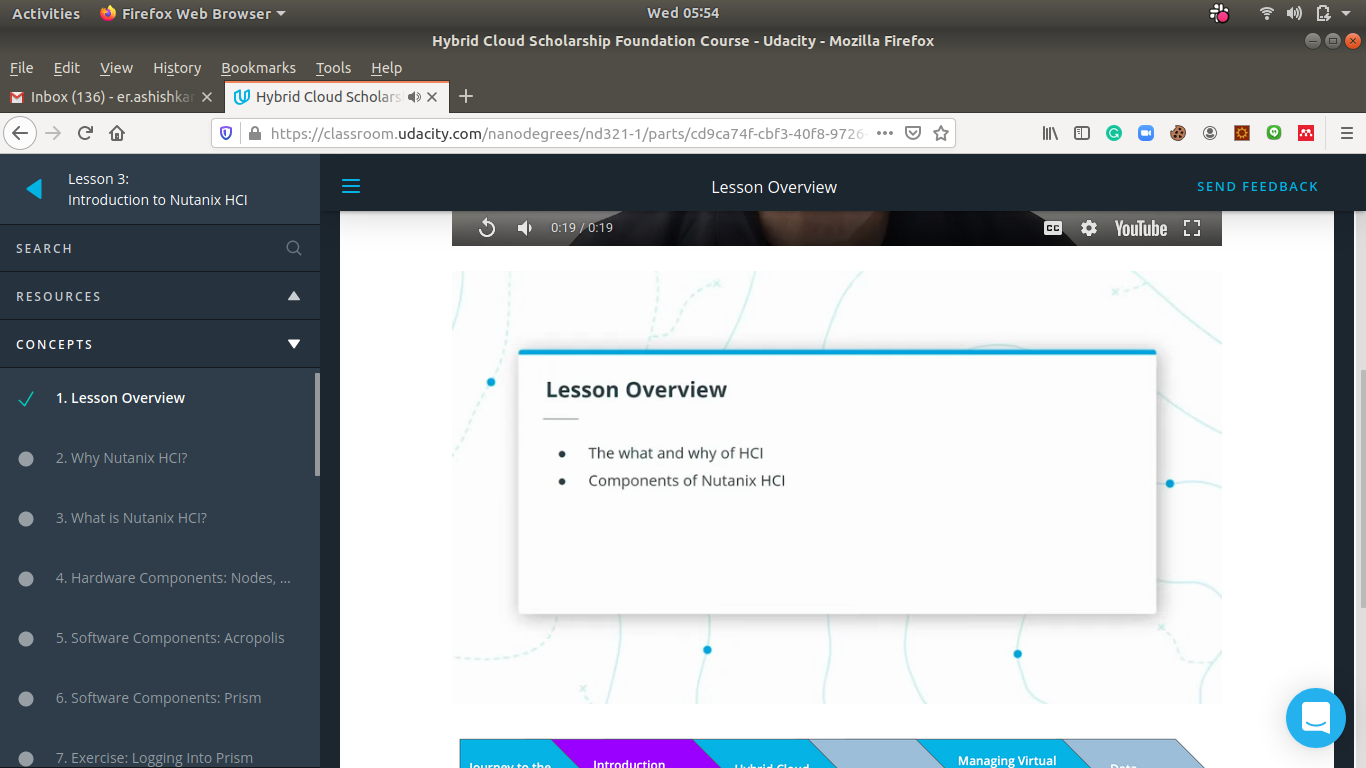 Activities
Firefox Web Browser
Wed 05:54
Hybrid Cloud Scholarship Foundation Course - Udacity - Mozilla Firefox
File Edit View History Bookmarks Tools Help
Inbox (136) - er.ashishkar
Hybrid Cloud Scholars
https://classroom.udacity.com/nanodegrees/nd321-1/parts/cd9ca74f-cbf3-40f8-9726-
Lesson 3:
Introduction to Nutanix HCI
Lesson Overview
SEND FEEDBACK
SEARCH
RESOURCES
CONCEPTS
1. Lesson Overview
2. Why Nutanix HCI?
3. What is Nutanix HCI?
4. Hardware Components: Nodes, ...
5. Software Components: Acropolis
6. Software Components: Prism
7. Exercise: Logging Into Prism
0:19 / 0:19
CC
YouTube
Lesson Overview
● The what and why of HCI
● Components of Nutanix HCI
Journey to the
Introduction
Hybrid Cloud
Managing Virtual
Data